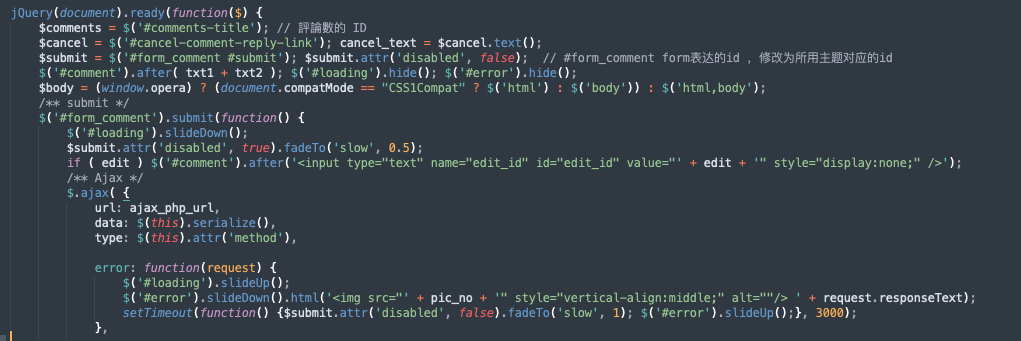 jQuery(document).ready(function($) {
$comments = $('#comments-title'); // 評論數的 ID
$cancel = $('#cancel-comment-reply-link'); cancel_text = $cancel.text();
$submit = $('#form_comment #submit'); $submit.attr('disabled', false); // #form_comment form表达的id ，修改为所用主题对应的id
$('#comment').after( txt1 + txt2 ); $('#loading').hide(); $('#error').hide();
$body = (window.opera) ? (document.compatMode == "CSS1Compat" ? $('html') : $('body')) : $('html,body');
/** submit */
$('#form_comment').submit(function() {
$('#loading').slideDown();
$submit.attr('disabled', true).fadeTo('slow', 0.5);
if ( edit ) $('#comment').after('<input type="text" name="edit_id" id="edit_id" value="' + edit + '" style="display:none;" />');
/** Ajax */
$.ajax( {
url: ajax_php_url,
data: $(this).serialize(),
type: $(this).attr('method'),
error: function(request) {
$('#loading').slideUp();
$('#error').slideDown().html('<img src="' + pic_no + '" style="vertical-align:middle;" alt=""/> ' + request.responseText);
setTimeout(function() {$submit.attr('disabled', false).fadeTo('slow', 1); $('#error').slideUp();}, 3000);
},